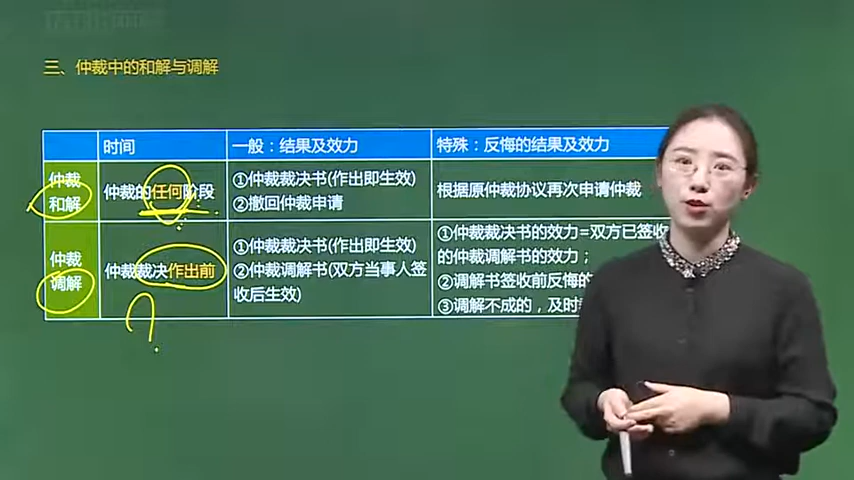 三、仲裁中的和解与调解
时间
一般：结果及效力
特殊：反悔的结果及效力
仲裁
和解
仲裁的任何阶段
①仲裁裁决书(作出即生效)
②撤回仲裁申请
根据原仲裁协议再次申请仲裁
仲裁
调解
仲裁裁决作出前
①仲裁裁决书(作出即生效)
②仲裁调解书(双方当事人签
收后生效)
①仲裁裁决书的效力=双方已签收
的仲裁调解书的效力；
②调解书签收前反悔的
③调解不成的，及时
？